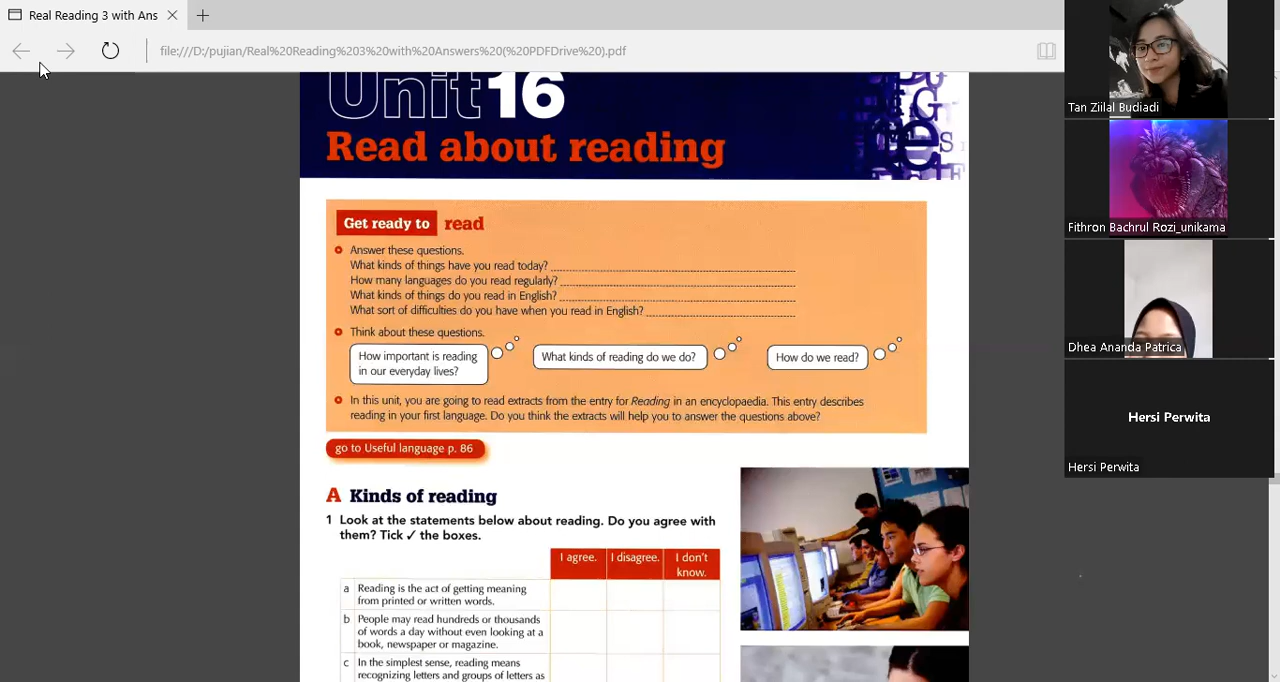 Real Reading 3 with Ans
file:///D:/pujian/Real%20Reading%203%20with%20Answers%20(%20PDFDrive%20).pdf
Unit 16
Read about reading
Get ready to read
Answer these questions.
What kinds of things have you read today?
How many languages do you read regularly?
What kinds of things do you read in English?
What sort of difficulties do you have when you read in English?
Think about these questions.
How important is reading
in our everyday lives?
What kinds of reading do we do?
How do we read?
In this unit, you are going to read extracts from the entry for Reading in an encyclopaedia. This entry describes
reading in your first language. Do you think the extracts will help you to answer the questions above?
go to Useful language p. 86
A Kinds of reading
1 Look at the statements below about reading. Do you agree with
them? Tick ✓ the boxes.
I agree. I disagree. I don't
know.
a Reading is the act of getting meaning
from printed or written words.
b People may read hundreds or thousands
of words a day without even looking at a
book, newspaper or magazine.
c In the simplest sense, reading means
recognizing letters and groups of letters as
Tan Ziilal Budiadi
Fithron Bachrul Rozi_unikama
Dhea Ananda Patrica
Hersi Perwita
Hersi Perwita